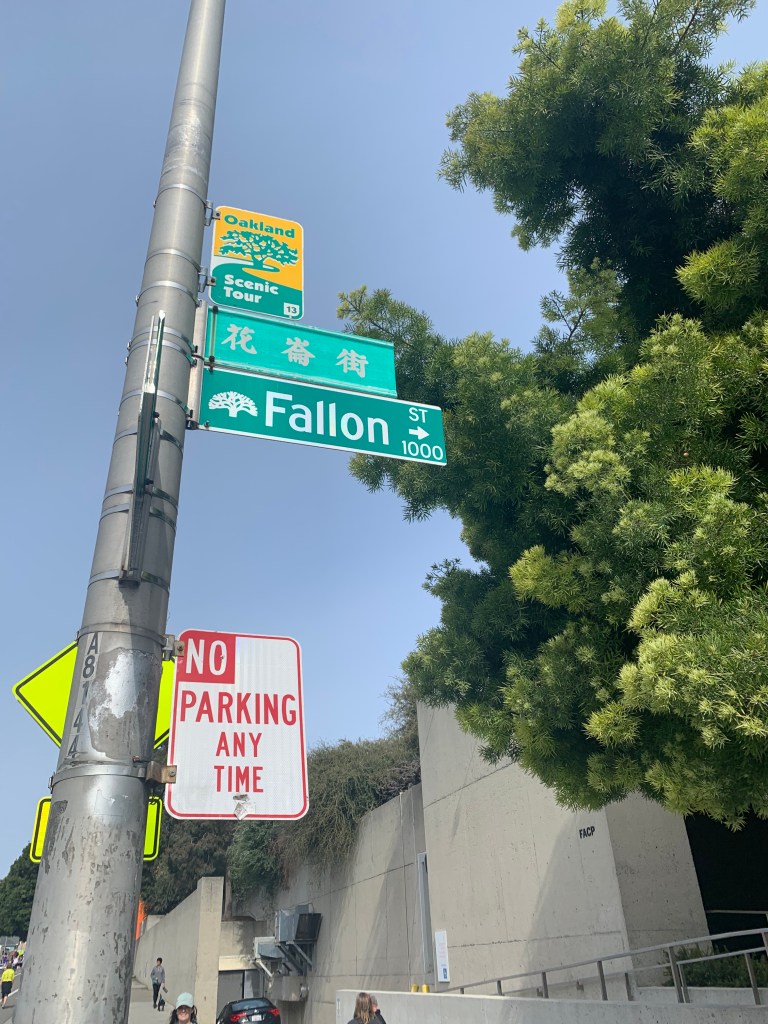 Oakland
Scenic
Tour
13
花崙街
Fallon ST
1000
NO
PARKING
ANY
TIME
A8144
FACP